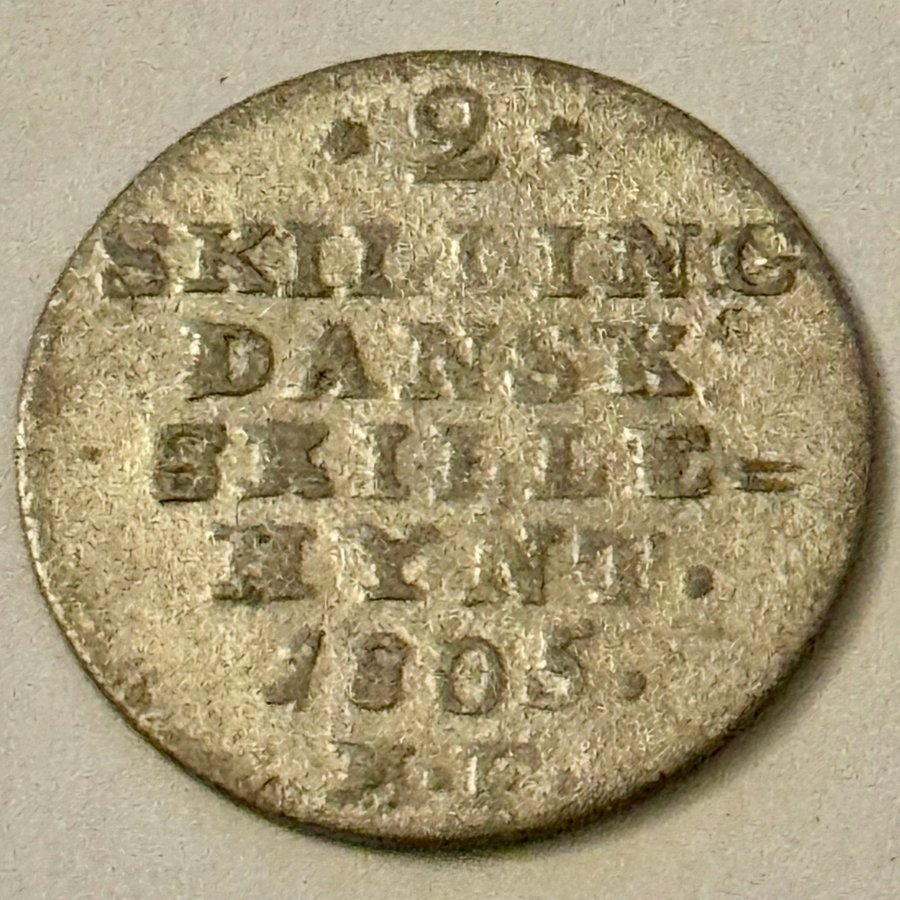 · 2 ·
SKILLING
DANSK
SKILLE=
MYNT.
1805.